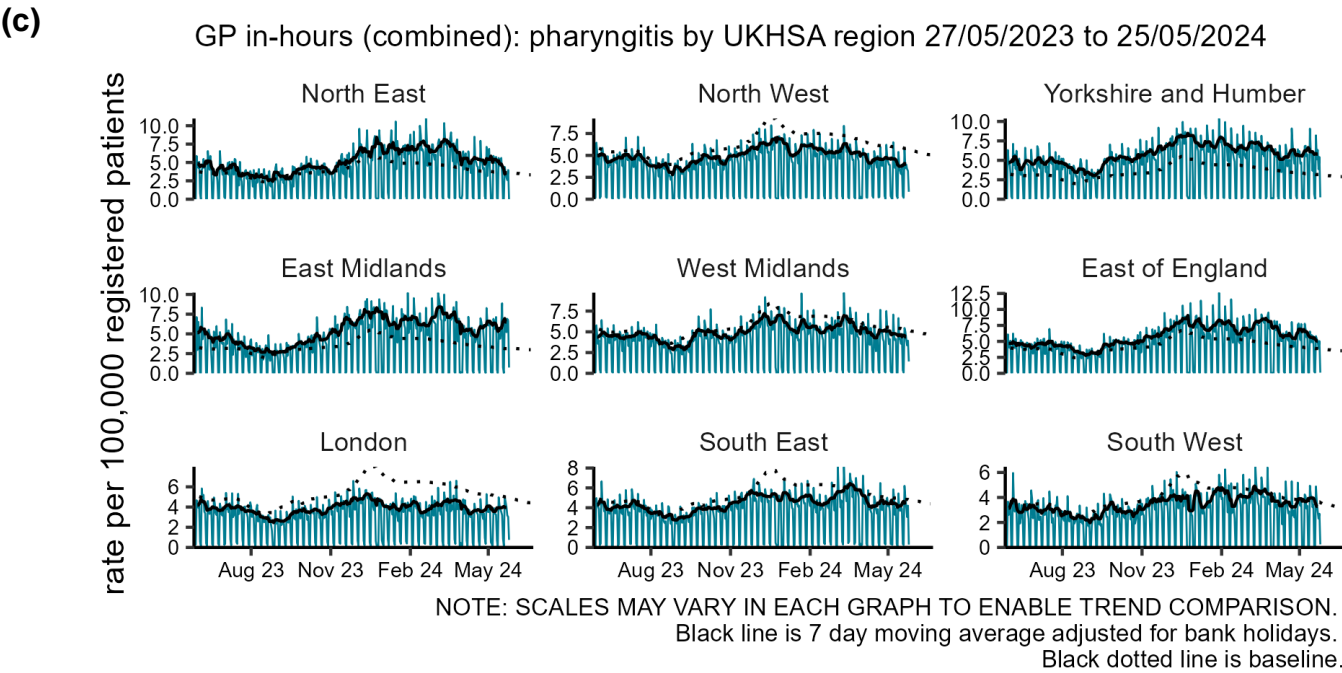 (c)
GP in-hours (combined): pharyngitis by UKHSA region 27/05/2023 to 25/05/2024
rate per 100,000 registered patients
North East
10.0
7.5
5.0
2.5
0.0
North West
7.5
5.0
2.5
0.0
Yorkshire and Humber
10.0
7.5
5.0
2.5
0.0
East Midlands
10.0
7.5
5.0
2.5
0.0
West Midlands
7.5
5.0
2.5
0.0
East of England
12.5
10.0
7.5
5.0
2.5
0.0
London
6
4
2
0
Aug 23 Nov 23 Feb 24 May 24
South East
8
6
4
2
0
Aug 23 Nov 23 Feb 24 May 24
South West
6
4
2
0
Aug 23 Nov 23 Feb 24 May 24
NOTE: SCALES MAY VARY IN EACH GRAPH TO ENABLE TREND COMPARISON.
Black line is 7 day moving average adjusted for bank holidays.
Black dotted line is baseline.